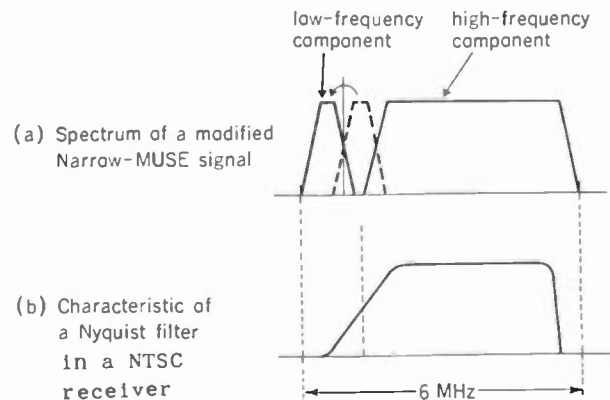 low-frequency
component
high-frequency
component
(a) Spectrum of a modified
Narrow-MUSE signal
(b) Characteristic of
a Nyquist filter
in a NTSC
receiver
6 MHz